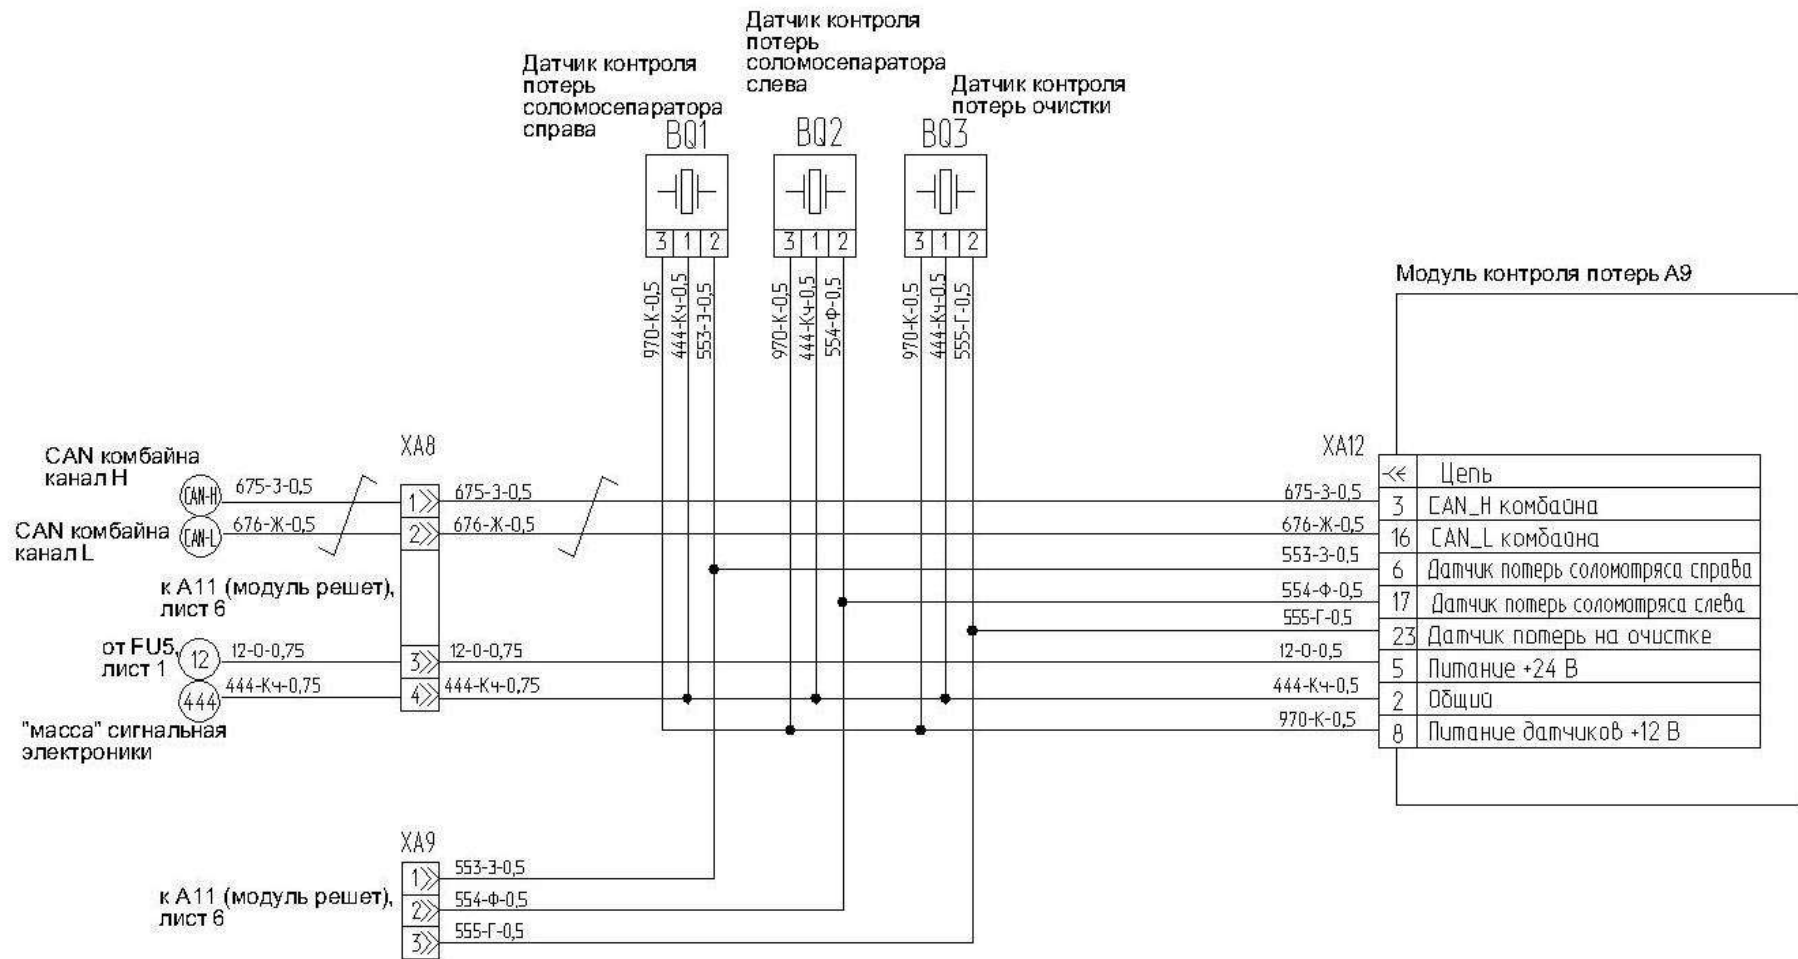 Датчик контроля
потерь
соломосепаратора
справа
BQ1
Датчик контроля
потерь
соломосепаратора
слева
BQ2
Датчик контроля
потерь очистки
BQ3
3 1 2
3 1 2
3 1 2
970-К-0,5
444-Кч-0,5
553-З-0,5
970-К-0,5
444-Кч-0,5
554-Ф-0,5
970-К-0,5
444-Кч-0,5
555-Г-0,5
Модуль контроля потерь А9
CAN комбайна
канал H
CAN-H
675-З-0,5
CAN комбайна
канал L
CAN-L
676-Ж-0,5
к А11 (модуль решет),
лист 6
от FU5,
лист 1
12
12-О-0,75
444
444-Кч-0,75
"масса" сигнальная
электроники
XA8
1 675-З-0,5
2 676-Ж-0,5
3 12-О-0,75
4 444-Кч-0,75
XA12
Цепь
675-З-0,5 3 CAN_H комбайна
676-Ж-0,5 16 CAN_L комбайна
553-З-0,5 6 Датчик потерь соломотряса справа
554-Ф-0,5 17 Датчик потерь соломотряса слева
555-Г-0,5 23 Датчик потерь на очистке
12-О-0,5 5 Питание +24 В
444-Кч-0,5 2 Общий
970-К-0,5 8 Питание датчиков +12 В
XA9
к А11 (модуль решет),
лист 6
1 553-З-0,5
2 554-Ф-0,5
3 555-Г-0,5